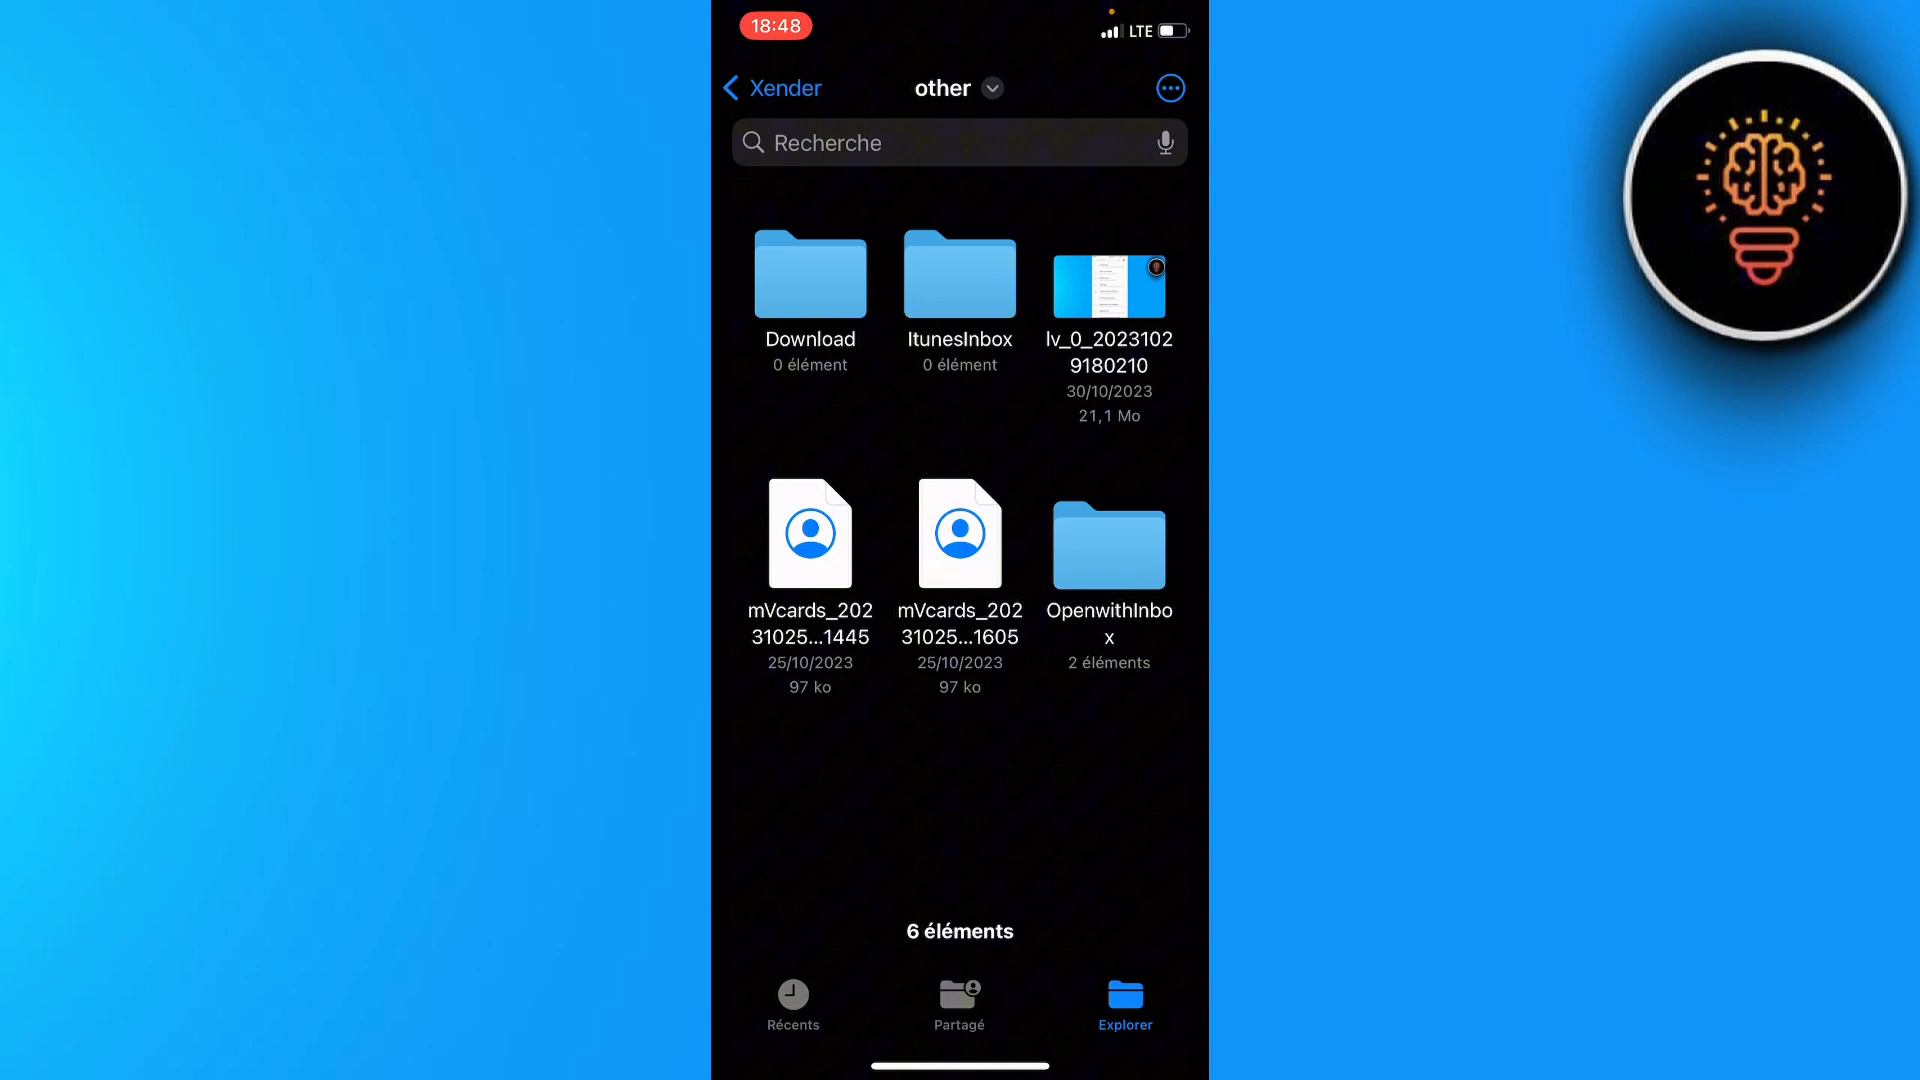 18:48
LTE
Xender
other
Recherche
Download
0 élément
ItunesInbox
0 élément
lv_0_2023102
9180210
30/10/2023
21,1 Mo
mVcards_202
31025...1445
25/10/2023
97 ko
mVcards_202
31025...1605
25/10/2023
97 ko
OpenwithInbo
x
2 éléments
6 éléments
Récents
Partagé
Explorer